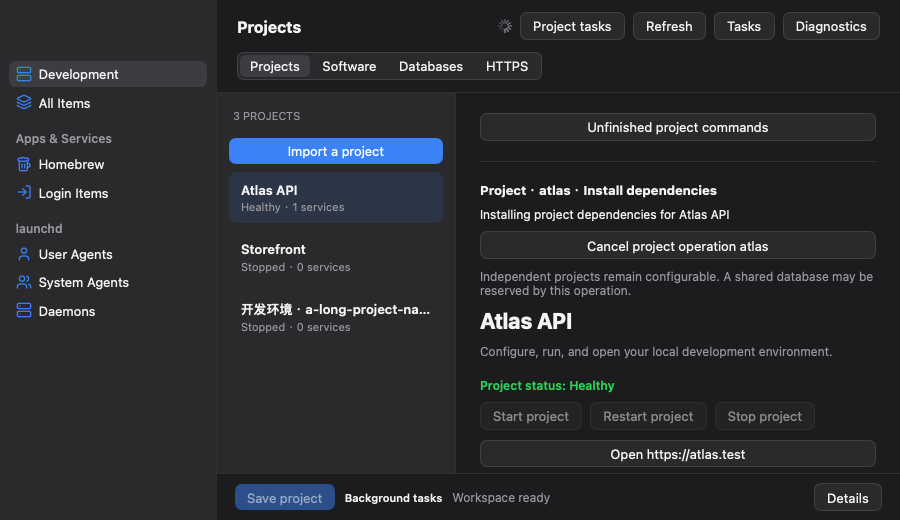 Development
All Items
Apps & Services
Homebrew
Login Items
launchd
User Agents
System Agents
Daemons
Projects
Project tasks
Refresh
Tasks
Diagnostics
Projects
Software
Databases
HTTPS
3 PROJECTS
Import a project
Atlas API
Healthy · 1 services
Storefront
Stopped · 0 services
开发环境 · a-long-project-na...
Stopped · 0 services
Unfinished project commands
Project · atlas · Install dependencies
Installing project dependencies for Atlas API
Cancel project operation atlas
Independent projects remain configurable. A shared database may be
reserved by this operation.
Atlas API
Configure, run, and open your local development environment.
Project status: Healthy
Start project
Restart project
Stop project
Open https://atlas.test
Save project
Background tasks
Workspace ready
Details